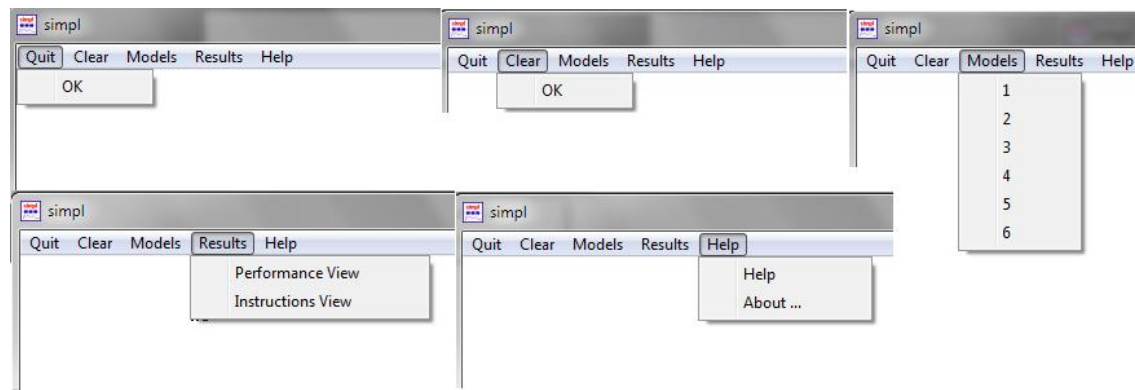 simpl
Quit Clear Models Results Help
OK
simpl
Quit Clear Models Results Help
OK
simpl
Quit Clear Models Results Help
1
2
3
4
5
6
simpl
Quit Clear Models Results Help
Performance View
Instructions View
simpl
Quit Clear Models Results Help
Help
About ...